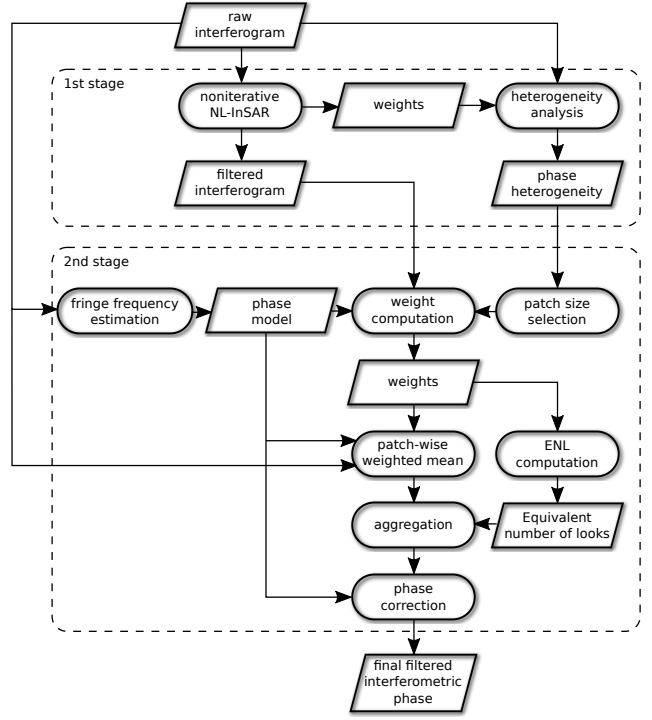 raw
interferogram
1st stage
noniterative
NL-InSAR
weights
heterogeneity
analysis
filtered
interferogram
phase
heterogeneity
2nd stage
fringe frequency
estimation
phase
model
weight
computation
patch size
selection
weights
patch-wise
weighted mean
ENL
computation
aggregation
Equivalent
number of looks
phase
correction
final filtered
interferometric
phase